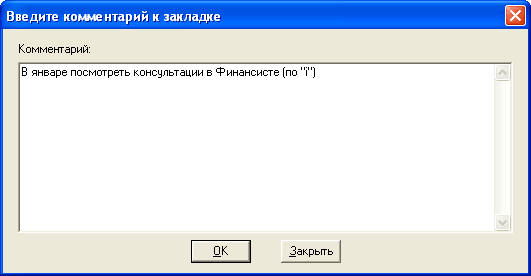 Введите комментарий к закладке
Комментарий:
В январе посмотреть консультации в Финансисте (по "i")
OK
Закрыть